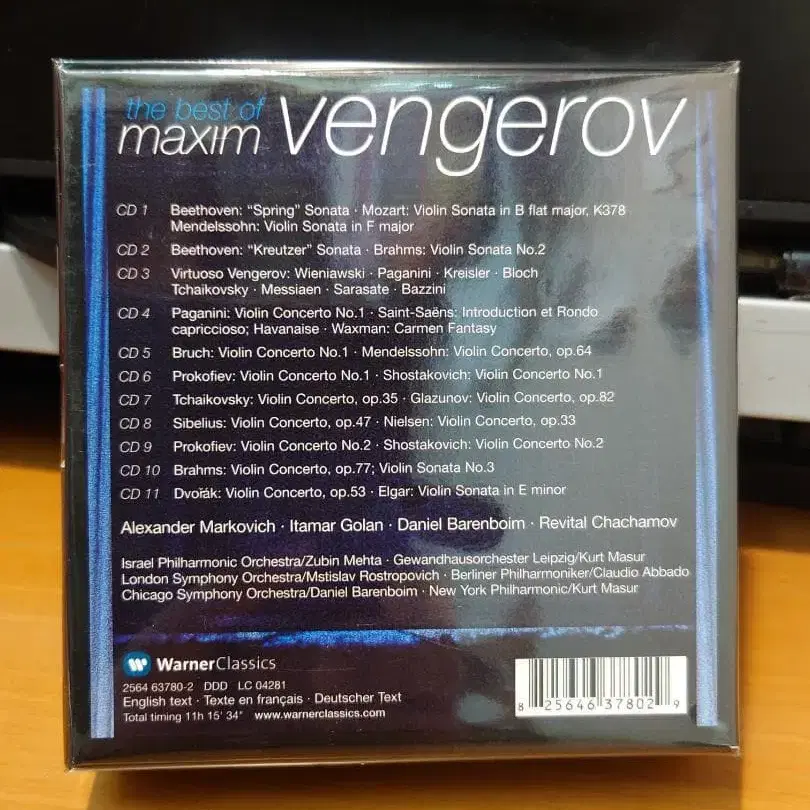 the best of
maxim vengerov
CD 1 Beethoven: “Spring” Sonata · Mozart: Violin Sonata in B flat major, K378
Mendelssohn: Violin Sonata in F major
CD 2 Beethoven: “Kreutzer” Sonata · Brahms: Violin Sonata No.2
CD 3 Virtuoso Vengerov: Wieniawski · Paganini · Kreisler · Bloch
Tchaikovsky · Messiaen · Sarasate · Bazzini
CD 4 Paganini: Violin Concerto No.1 · Saint-Saëns: Introduction et Rondo
capriccioso; Havanaise · Waxman: Carmen Fantasy
CD 5 Bruch: Violin Concerto No.1 · Mendelssohn: Violin Concerto, op.64
CD 6 Prokofiev: Violin Concerto No.1 · Shostakovich: Violin Concerto No.1
CD 7 Tchaikovsky: Violin Concerto, op.35 · Glazunov: Violin Concerto, op.82
CD 8 Sibelius: Violin Concerto, op.47 · Nielsen: Violin Concerto, op.33
CD 9 Prokofiev: Violin Concerto No.2 · Shostakovich: Violin Concerto No.2
CD 10 Brahms: Violin Concerto, op.77; Violin Sonata No.3
CD 11 Dvořák: Violin Concerto, op.53 · Elgar: Violin Sonata in E minor
Alexander Markovich · Itamar Golan · Daniel Barenboim · Revital Chachamov
Israel Philharmonic Orchestra/Zubin Mehta · Gewandhausorchester Leipzig/Kurt Masur
London Symphony Orchestra/Mstislav Rostropovich · Berliner Philharmoniker/Claudio Abbado
Chicago Symphony Orchestra/Daniel Barenboim · New York Philharmonic/Kurt Masur
WarnerClassics
2564 63780-2 DDD LC 04281
English text · Texte en français · Deutscher Text
Total timing 11h 15' 34" www.warnerclassics.com
8 25646 37802 9